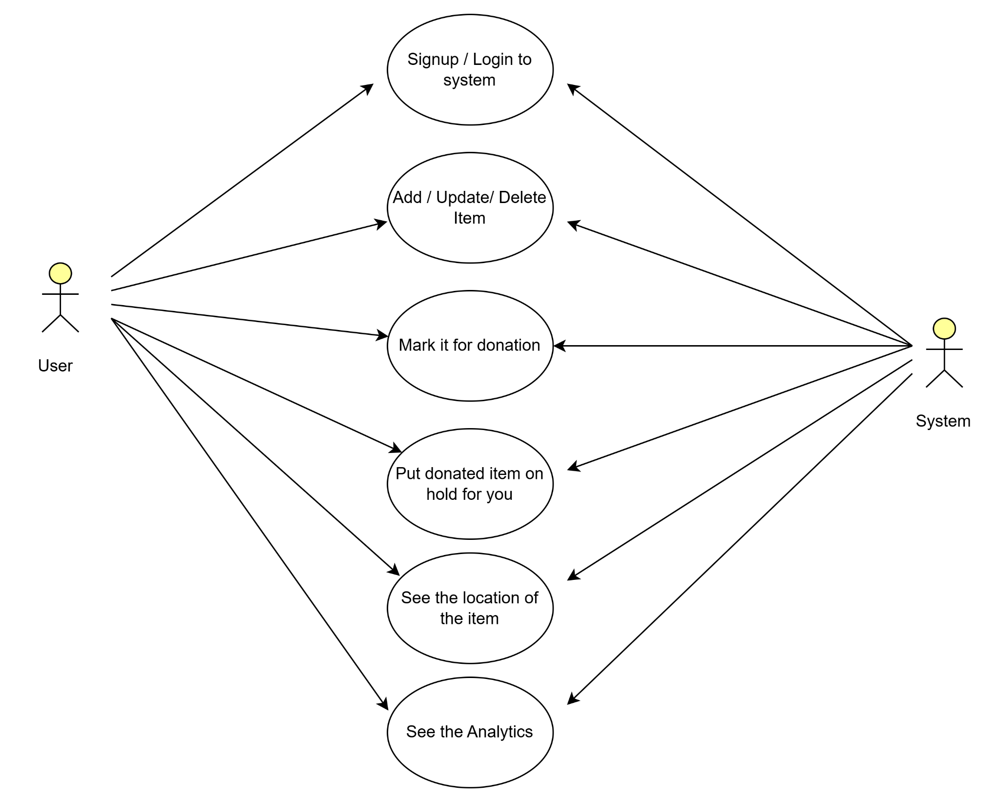 Signup / Login to
system
Add / Update/ Delete
Item
Mark it for donation
User
System
Put donated item on
hold for you
See the location of
the item
See the Analytics